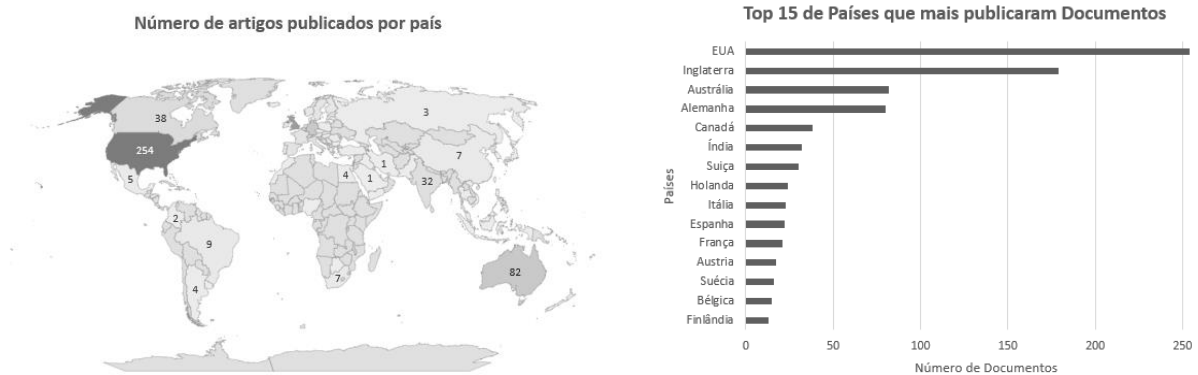 Número de artigos publicados por país
38
254
5
2
9
4
3
7
1
4
1
32
7
82
Top 15 de Países que mais publicaram Documentos
Países
EUA
Inglaterra
Austrália
Alemanha
Canadá
Índia
Suiça
Holanda
Itália
Espanha
França
Austria
Suécia
Bélgica
Finlândia
0
50
100
150
200
250
Número de Documentos